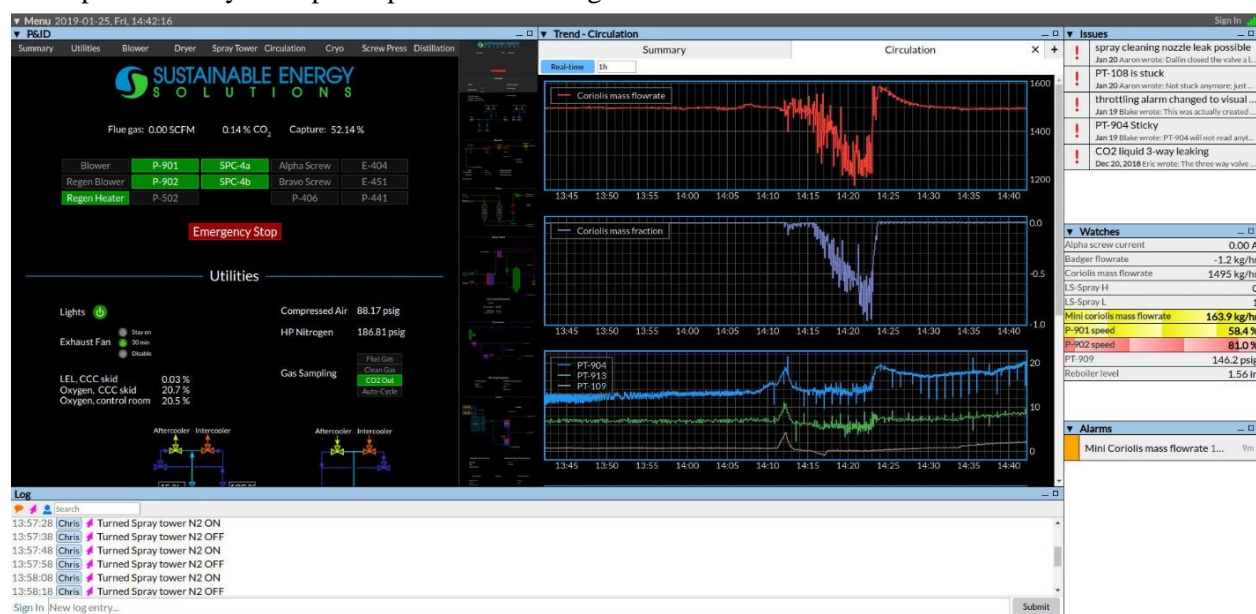 ▼ Menu 2019-01-25, Fri, 14:42:16
Sign In
▼ P&ID
Summary Utilities Blower Dryer Spray Tower Circulation Cryo Screw Press Distillation
SUSTAINABLE ENERGY
SOLUTIONS
Flue gas: 0.00 SCFM 0.14 % CO2 Capture: 52.14 %
Blower P-901 SPC-4a Alpha Screw E-404
Regen Blower P-902 SPC-4b Bravo Screw E-451
Regen Heater P-502 P-406 P-441
Emergency Stop
Utilities
Lights
Exhaust Fan
Stay on
30 min
Disable
LEL, CCC skid 0.03 %
Oxygen, CCC skid 20.7 %
Oxygen, control room 20.5 %
Compressed Air 88.17 psig
HP Nitrogen 186.81 psig
Gas Sampling
Flue Gas
Clean Gas
CO2 Out
Auto-Cycle
Aftercooler Intercooler
Aftercooler Intercooler
▼ Trend - Circulation
Summary Circulation X +
Real-time 1h
Coriolis mass flowrate
1600
1400
1200
13:45 13:50 13:55 14:00 14:05 14:10 14:15 14:20 14:25 14:30 14:35 14:40
Coriolis mass fraction
0.0
-0.5
-1.0
13:45 13:50 13:55 14:00 14:05 14:10 14:15 14:20 14:25 14:30 14:35 14:40
PT-904
PT-913
PT-109
20
10
0
13:45 13:50 13:55 14:00 14:05 14:10 14:15 14:20 14:25 14:30 14:35 14:40
▼ Issues
! spray cleaning nozzle leak possible
Jan 20 Aaron wrote: Dallin closed the valve a l...
! PT-108 is stuck
Jan 20 Aaron wrote: Not stuck anymore; just ...
! throttling alarm changed to visual ...
Jan 19 Blake wrote: This was actually created ...
! PT-904 Sticky
Jan 19 Blake wrote: PT-904 will not read anyt...
! CO2 liquid 3-way leaking
Dec 20, 2018 Eric wrote: The three way valve ...
▼ Watches
Alpha screw current 0.00 A
Badger flowrate -1.2 kg/hr
Coriolis mass flowrate 1495 kg/hr
LS-Spray H 0
LS-Spray L 1
Mini coriolis mass flowrate 163.9 kg/hr
P-901 speed 58.4 %
P-902 speed 81.0 %
PT-909 146.2 psig
Reboiler level 1.56 in
▼ Alarms
Mini Coriolis mass flowrate 1... 9m
Log
Search
13:57:28 Chris Turned Spray tower N2 ON
13:57:38 Chris Turned Spray tower N2 OFF
13:57:48 Chris Turned Spray tower N2 ON
13:57:58 Chris Turned Spray tower N2 OFF
13:58:08 Chris Turned Spray tower N2 ON
13:58:18 Chris Turned Spray tower N2 OFF
Sign In New log entry... Submit